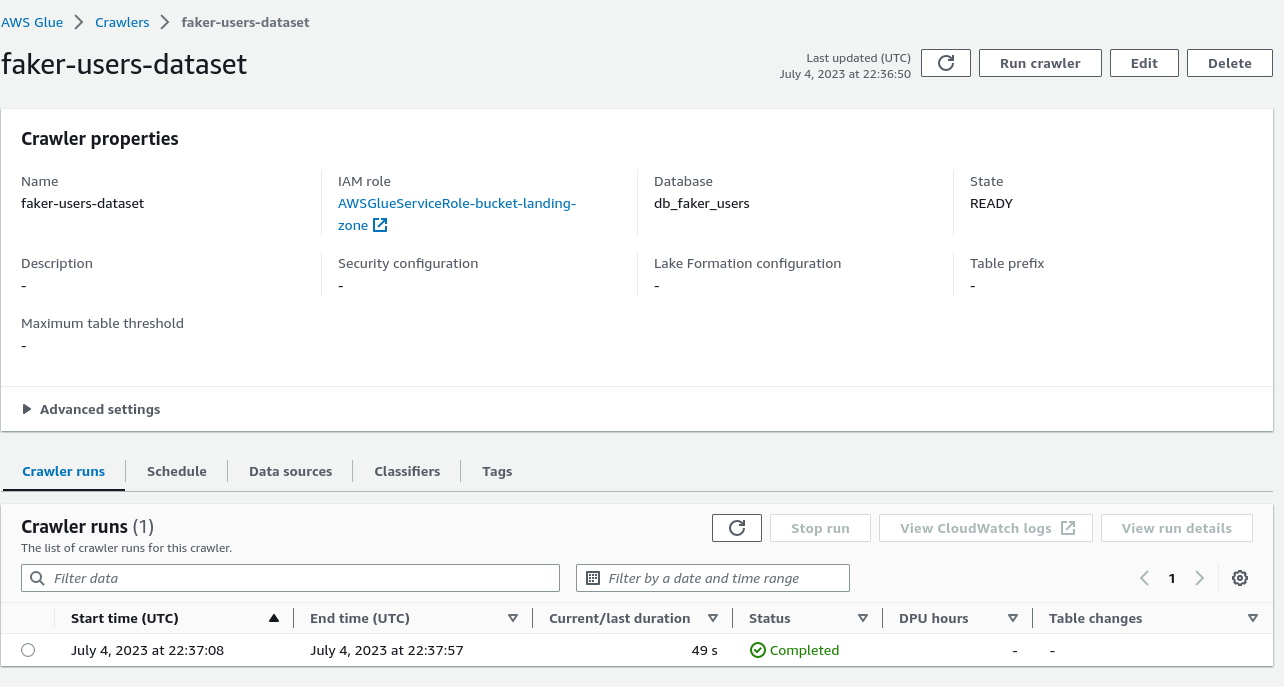 AWS Glue > Crawlers > faker-users-dataset
faker-users-dataset
Last updated (UTC)
July 4, 2023 at 22:36:50
Run crawler
Edit
Delete
Crawler properties
Name
faker-users-dataset
IAM role
AWSGlueServiceRole-bucket-landing-
zone
Database
db_faker_users
State
READY
Description
-
Security configuration
-
Lake Formation configuration
-
Table prefix
-
Maximum table threshold
-
Advanced settings
Crawler runs
Schedule
Data sources
Classifiers
Tags
Crawler runs (1)
The list of crawler runs for this crawler.
Stop run
View CloudWatch logs
View run details
Filter data
Filter by a date and time range
1
Start time (UTC) End time (UTC) Current/last duration Status DPU hours Table changes
July 4, 2023 at 22:37:08 July 4, 2023 at 22:37:57 49 s Completed - -